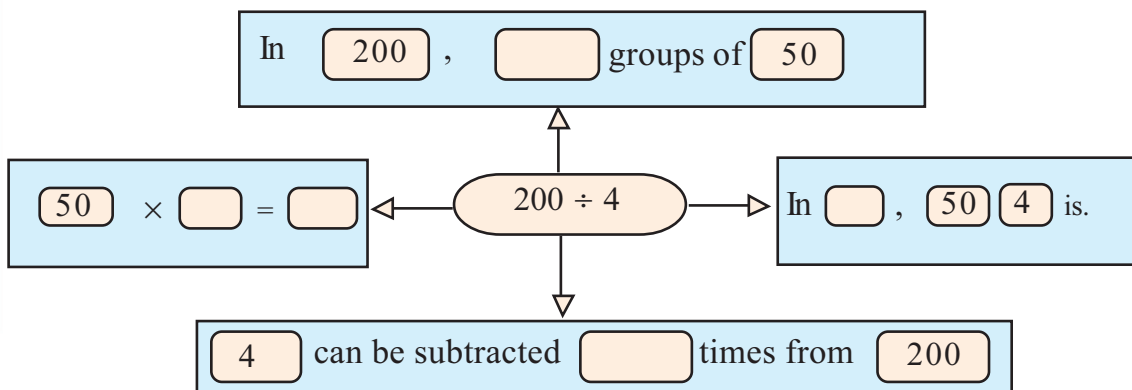 In 200 , groups of 50
50 × = 
200 ÷ 4
In , 50 4 is.
4 can be subtracted times from 200